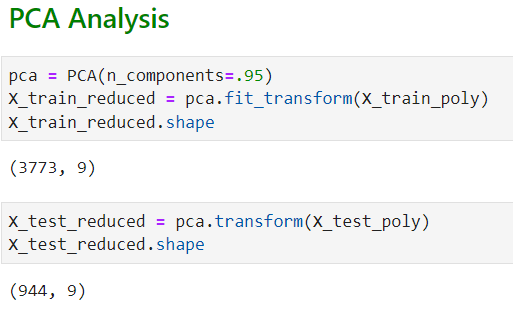 PCA Analysis
pca = PCA(n_components=.95)
X_train_reduced = pca.fit_transform(X_train_poly)
X_train_reduced.shape
(3773, 9)
X_test_reduced = pca.transform(X_test_poly)
X_test_reduced.shape
(944, 9)